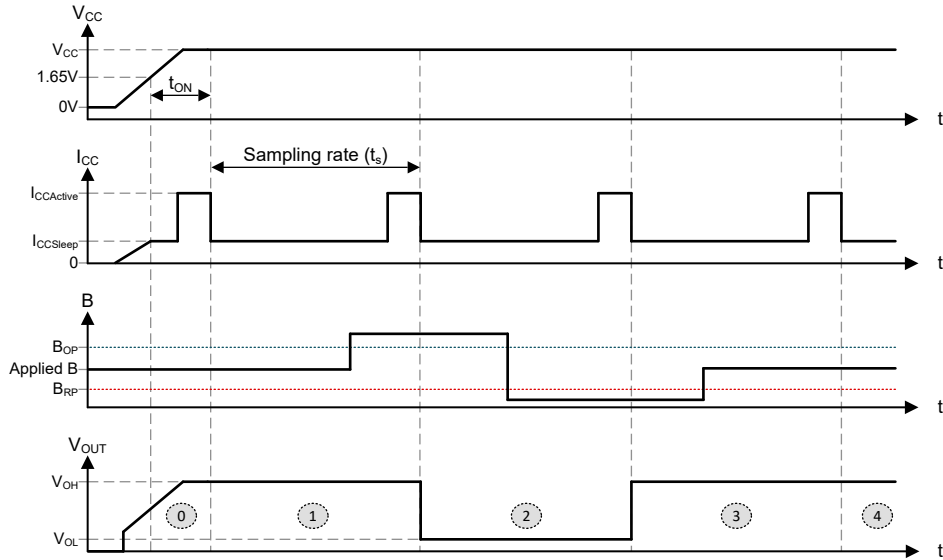 VCC
VCC
1.65V
tON
0V
t
Sampling rate (ts)
ICC
ICCActive
ICCSleep
0
t
B
BOP
Applied B
BRP
t
VOUT
VOH
0
1
2
3
4
VOL
t